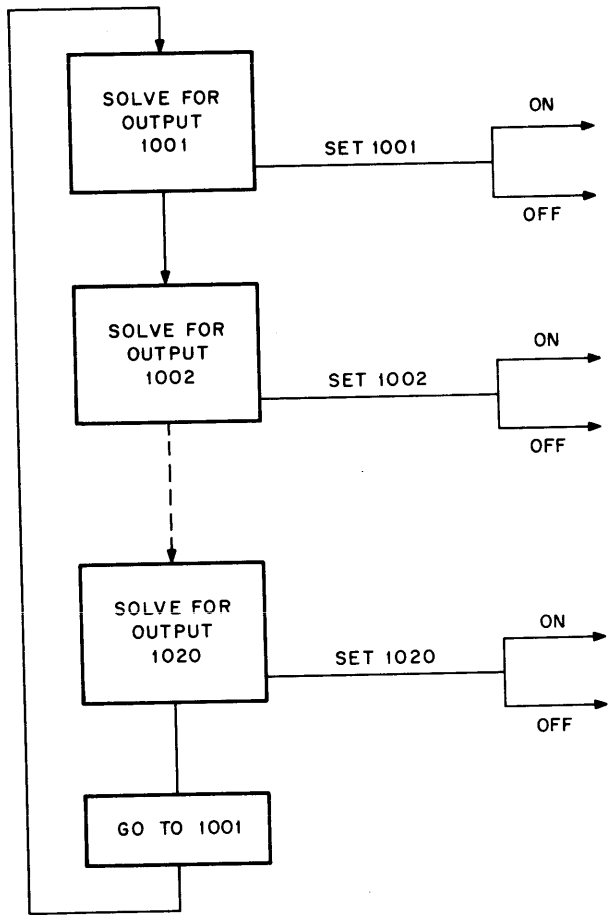 SOLVE FOR
OUTPUT
1001
SET 1001
ON
OFF
SOLVE FOR
OUTPUT
1002
SET 1002
ON
OFF
SOLVE FOR
OUTPUT
1020
SET 1020
ON
OFF
GO TO 1001